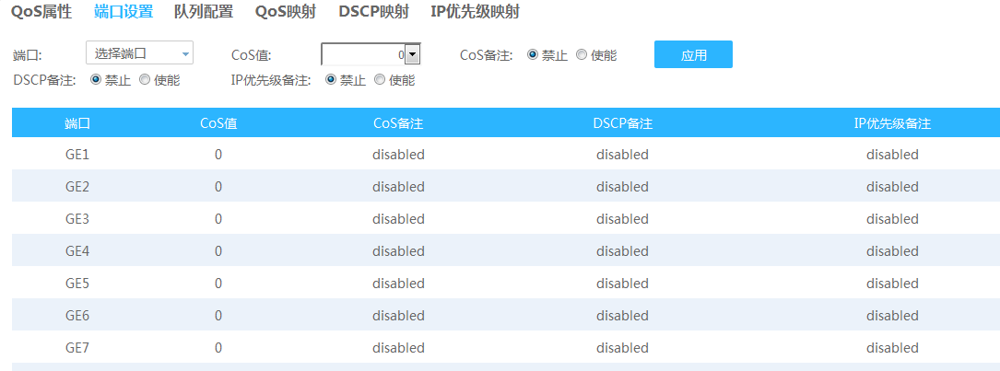 QoS属性 端口设置 队列配置 QoS映射 DSCP映射 IP优先级映射
端口: 选择端口 CoS值: 0 CoS备注: 禁止 使能 应用
DSCP备注: 禁止 使能 IP优先级备注: 禁止 使能
端口 CoS值 CoS备注 DSCP备注 IP优先级备注
GE1 0 disabled disabled disabled
GE2 0 disabled disabled disabled
GE3 0 disabled disabled disabled
GE4 0 disabled disabled disabled
GE5 0 disabled disabled disabled
GE6 0 disabled disabled disabled
GE7 0 disabled disabled disabled